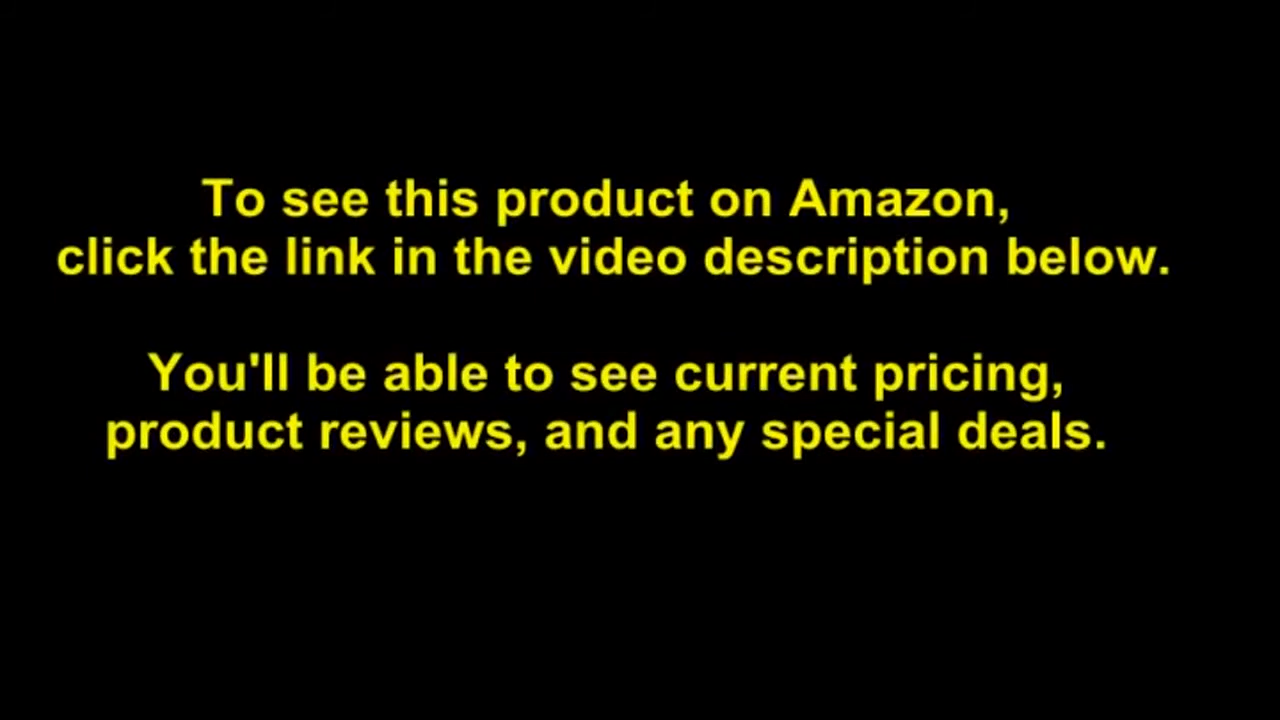 To see this product on Amazon,
click the link in the video description below.
You'll be able to see current pricing,
product reviews, and any special deals.